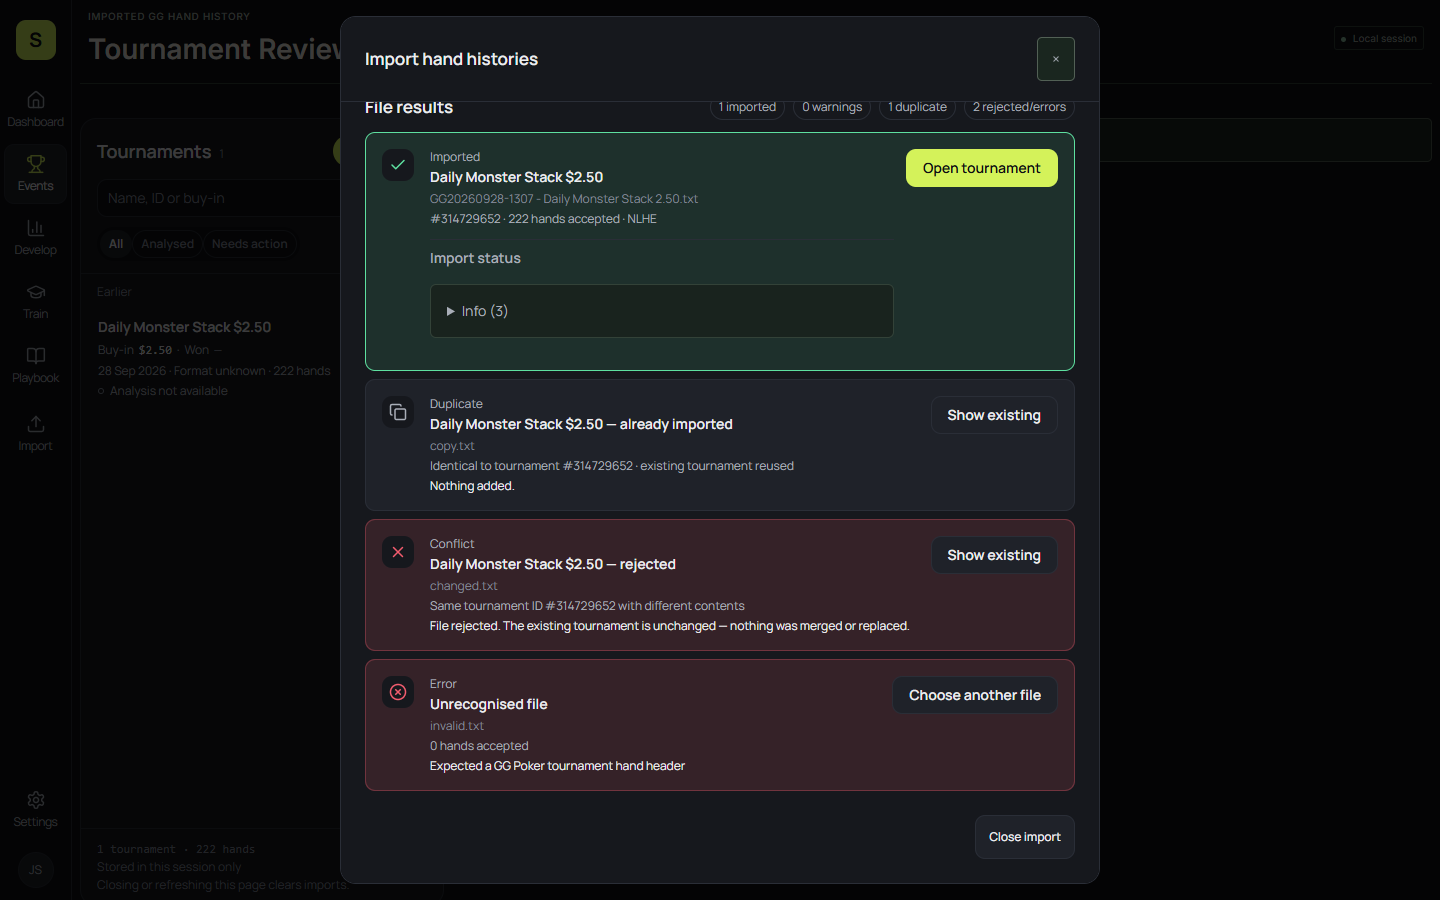 IMPORTED GG HAND HISTORY
Tournament Review
S
Local session
Dashboard
Events
Develop
Train
Playbook
Import
Settings
JS
Tournaments 1
Name, ID or buy-in
All
Analysed
Needs action
Earlier
Daily Monster Stack $2.50
Buy-in $2.50 · Won —
28 Sep 2026 · Format unknown · 222 hands
Analysis not available
1 tournament · 222 hands
Stored in this session only
Closing or refreshing this page clears imports.
Import hand histories
×
File results
1 imported
0 warnings
1 duplicate
2 rejected/errors
Imported
Daily Monster Stack $2.50
Open tournament
GG20260928-1307 - Daily Monster Stack 2.50.txt
#314729652 · 222 hands accepted · NLHE
Import status
Info (3)
Duplicate
Daily Monster Stack $2.50 — already imported
Show existing
copy.txt
Identical to tournament #314729652 · existing tournament reused
Nothing added.
Conflict
Daily Monster Stack $2.50 — rejected
Show existing
changed.txt
Same tournament ID #314729652 with different contents
File rejected. The existing tournament is unchanged — nothing was merged or replaced.
Error
Unrecognised file
Choose another file
invalid.txt
0 hands accepted
Expected a GG Poker tournament hand header
Close import